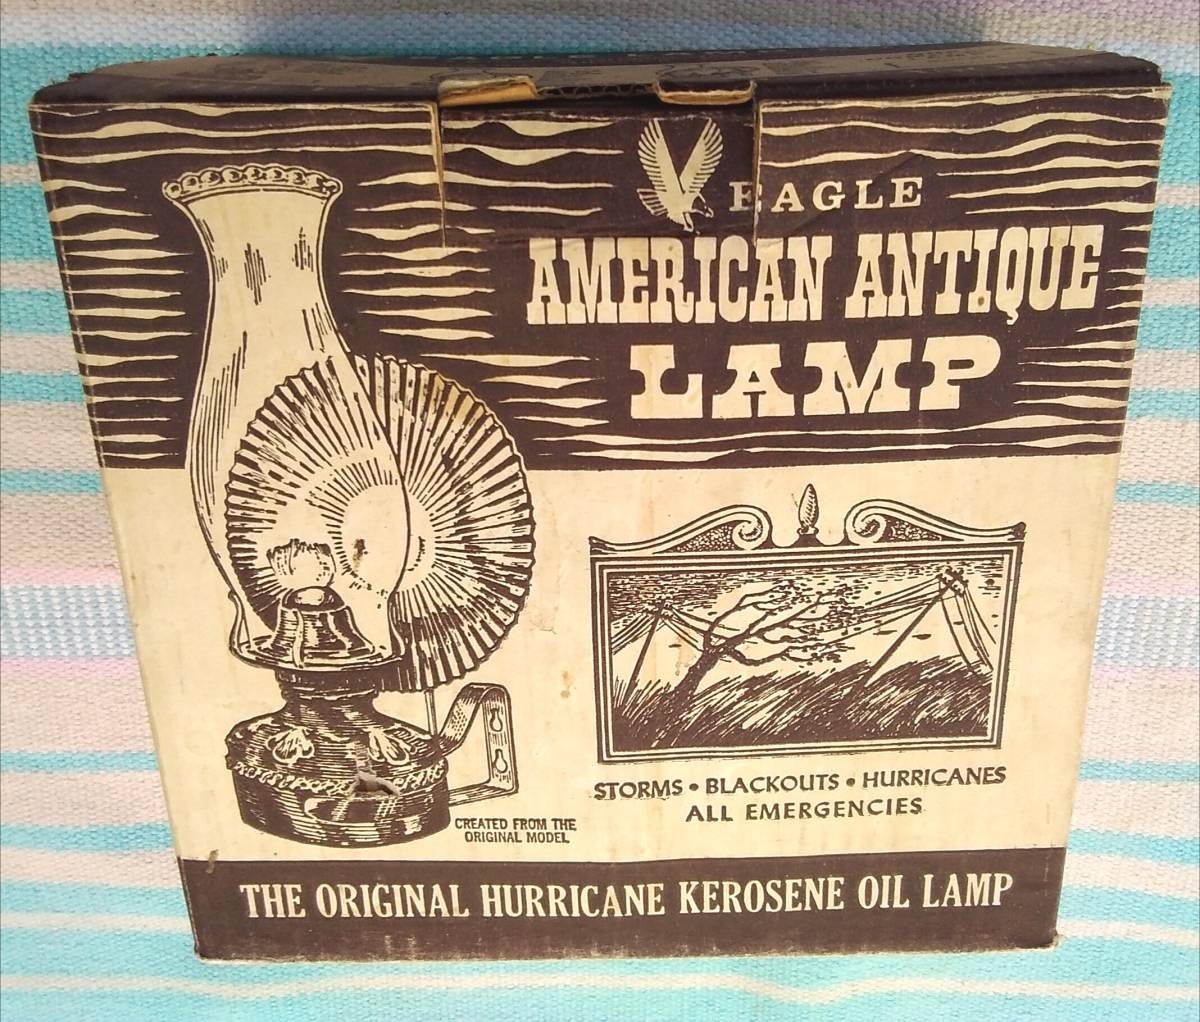 EAGLE
AMERICAN ANTIQUE
LAMP
STORMS • BLACKOUTS • HURRICANES
ALL EMERGENCIES
CREATED FROM THE
ORIGINAL MODEL
THE ORIGINAL HURRICANE KEROSENE OIL LAMP